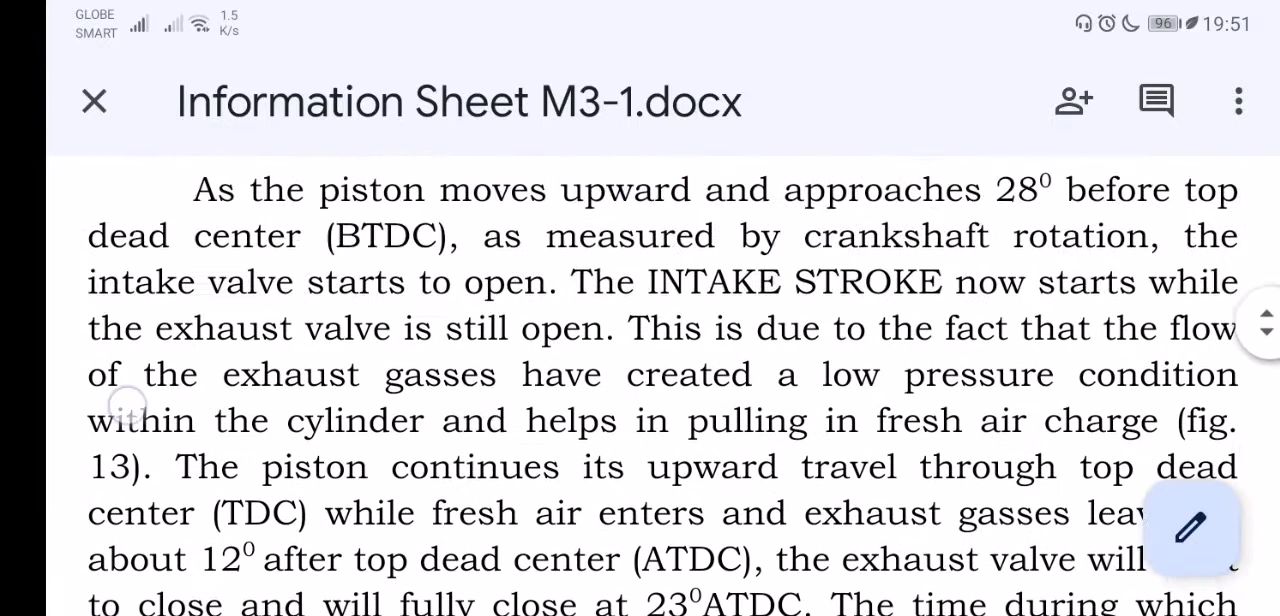 GLOBE 1.5
SMART K/s 96 19:51
Information Sheet M3-1.docx
As the piston moves upward and approaches 28⁰ before top
dead center (BTDC), as measured by crankshaft rotation, the
intake valve starts to open. The INTAKE STROKE now starts while
the exhaust valve is still open. This is due to the fact that the flow
of the exhaust gasses have created a low pressure condition
within the cylinder and helps in pulling in fresh air charge (fig.
13). The piston continues its upward travel through top dead
center (TDC) while fresh air enters and exhaust gasses
about 12⁰ after top dead center (ATDC), the exhaust valve will
to close and will fully close at 23⁰ATDC. The time during which